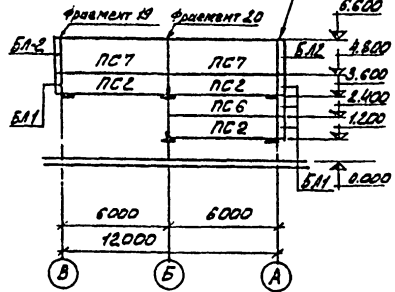 Фрагмент 19
Фрагмент 20
6.600
БЛ-2
БЛ2
4.800
ПС7
ПС7
3.600
ПС2
ПС2
2.400
БЛ1
ПС6
1.200
ПС2
БЛ1
0.000
6000
6000
12000
В
Б
А